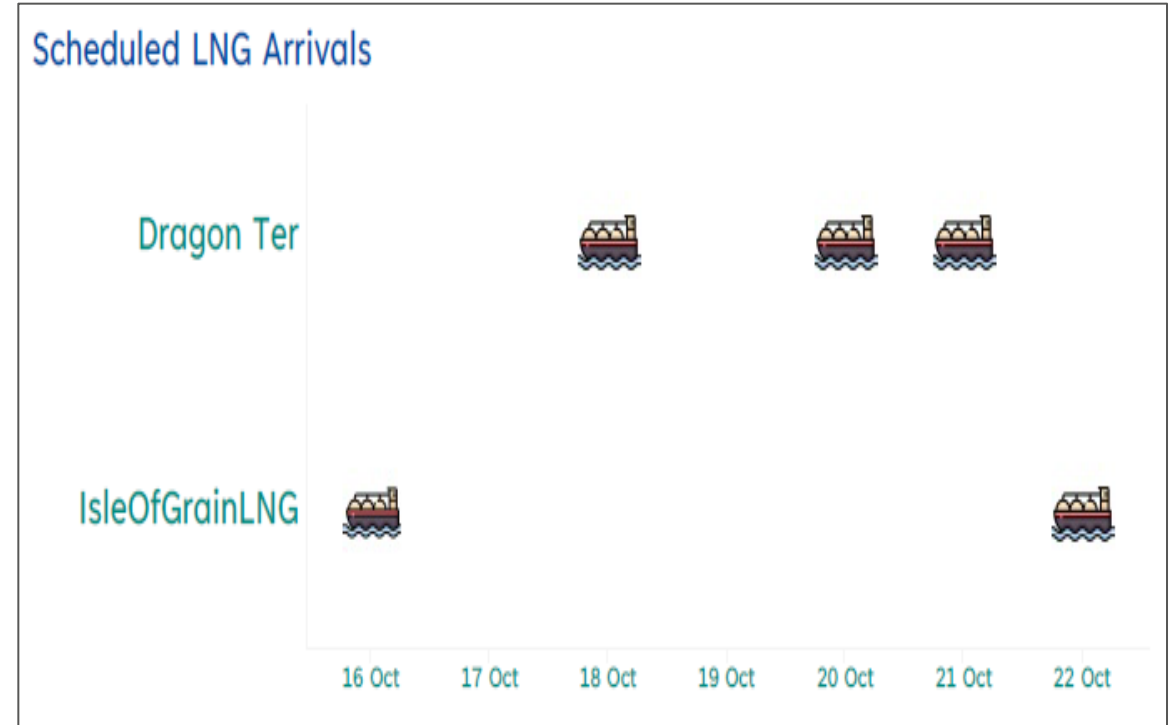 Scheduled LNG Arrivals
Dragon Ter
IsleOfGrainLNG
16 Oct 17 Oct 18 Oct 19 Oct 20 Oct 21 Oct 22 Oct